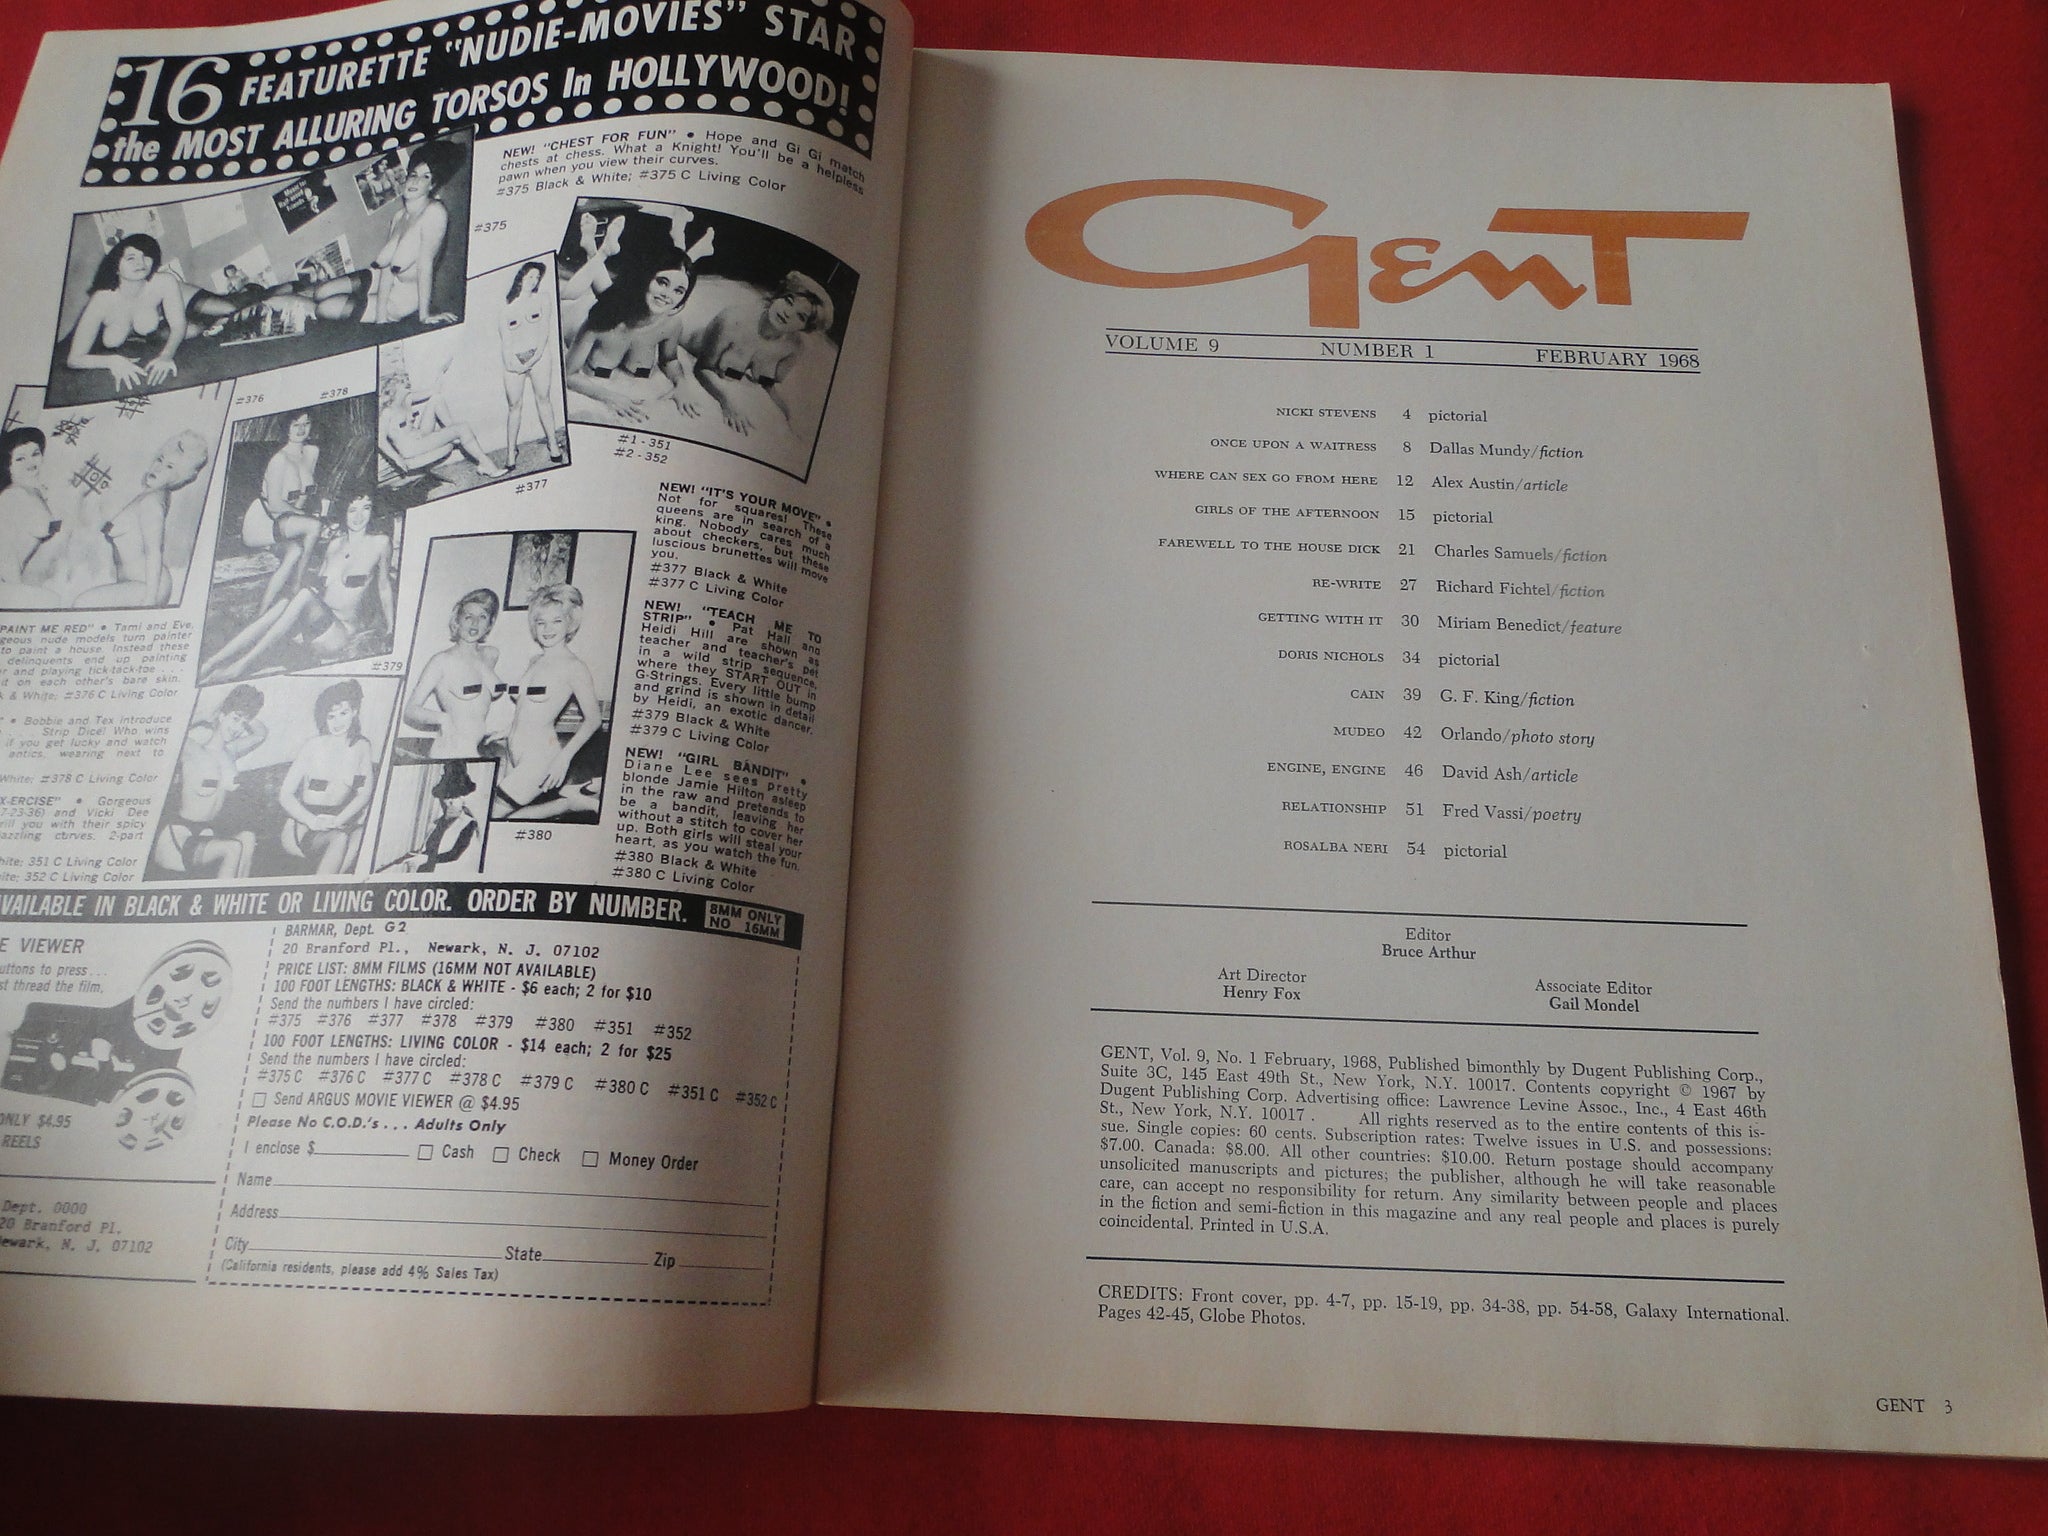 16 FEATURETTE "NUDIE-MOVIES" STAR
the MOST ALLURING TORSOS In HOLLYWOOD!
NEW! "CHEST FOR FUN" • Hope and Gi Gi match
chests at chess. What a Knight! You'll be a helpless
pawn when you view their curves.
#375 Black & White; #375 C Living Color
#375
#376
#378
#1 - 351
#2 - 352
#377
NEW! "IT'S YOUR MOVE" •
Not for squares! These
queens are in search of a
king. Nobody cares much
about checkers, but these
luscious brunettes will move
you.
#377 Black & White
#377 C Living Color
NEW! "TEACH ME TO
STRIP" • Pat Hall and
Heidi Hill are shown as
teacher and teacher's pet
in a wild strip sequence,
where they START OUT in
G-Strings. Every little bump
and grind is shown in detail
by Heidi, an exotic dancer.
#379 Black & White
#379 C Living Color
NEW! "GIRL BANDIT" •
Diane Lee sees pretty
blonde Jamie Hilton asleep
in the raw and pretends to
be a bandit, leaving her
without a stitch to cover her
up. Both girls will steal your
heart, as you watch the fun.
#380 Black & White
#380 C Living Color
#379
#380
PAINT ME RED" • Tami and Eve,
geous nude models turn painter
to paint a house. Instead these
delinquents end up painting
r and playing tick-tack-toe . . .
on each other's bare skin.
& White; #376 C Living Color
" • Bobbie and Tex introduce
Strip Dice! Who wins
if you get lucky and watch
antics, wearing next to
White; #378 C Living Color
X-ERCISE" • Gorgeous
7-23-36) and Vicki Dee
rill you with their spicy
azzling curves. 2-part
hite; 351 C Living Color
ite; 352 C Living Color
VAILABLE IN BLACK & WHITE OR LIVING COLOR. ORDER BY NUMBER.
8MM ONLY
NO 16MM
E VIEWER
uttons to press...
st thread the film,
ONLY $4.95
REELS
Dept. 0000
20 Branford Pl.
ewark, N. J. 07102
BARMAR, Dept. G2
20 Branford Pl., Newark, N. J. 07102
PRICE LIST: 8MM FILMS (16MM NOT AVAILABLE)
100 FOOT LENGTHS: BLACK & WHITE - $6 each; 2 for $10
Send the numbers I have circled:
#375 #376 #377 #378 #379 #380 #351 #352
100 FOOT LENGTHS: LIVING COLOR - $14 each; 2 for $25
Send the numbers I have circled:
#375 C #376 C #377 C #378 C #379 C #380 C #351 C #352 C
Send ARGUS MOVIE VIEWER @ $4.95
Please No C.O.D.'s . . . Adults Only
I enclose $ Cash Check Money Order
Name
Address
City State Zip
(California residents, please add 4% Sales Tax)
GENT
VOLUME 9 NUMBER 1 FEBRUARY 1968
NICKI STEVENS 4 pictorial
ONCE UPON A WAITRESS 8 Dallas Mundy/fiction
WHERE CAN SEX GO FROM HERE 12 Alex Austin/article
GIRLS OF THE AFTERNOON 15 pictorial
FAREWELL TO THE HOUSE DICK 21 Charles Samuels/fiction
RE-WRITE 27 Richard Fichtel/fiction
GETTING WITH IT 30 Miriam Benedict/feature
DORIS NICHOLS 34 pictorial
CAIN 39 G. F. King/fiction
MUDEO 42 Orlando/photo story
ENGINE, ENGINE 46 David Ash/article
RELATIONSHIP 51 Fred Vassi/poetry
ROSALBA NERI 54 pictorial
Editor
Bruce Arthur
Art Director
Henry Fox
Associate Editor
Gail Mondel
GENT, Vol. 9, No. 1 February, 1968, Published bimonthly by Dugent Publishing Corp.,
Suite 3C, 145 East 49th St., New York, N.Y. 10017. Contents copyright © 1967 by
Dugent Publishing Corp. Advertising office: Lawrence Levine Assoc., Inc., 4 East 46th
St., New York, N.Y. 10017 . All rights reserved as to the entire contents of this is-
sue. Single copies: 60 cents. Subscription rates: Twelve issues in U.S. and possessions:
$7.00. Canada: $8.00. All other countries: $10.00. Return postage should accompany
unsolicited manuscripts and pictures; the publisher, although he will take reasonable
care, can accept no responsibility for return. Any similarity between people and places
in the fiction and semi-fiction in this magazine and any real people and places is purely
coincidental. Printed in U.S.A.
CREDITS: Front cover, pp. 4-7, pp. 15-19, pp. 34-38, pp. 54-58, Galaxy International.
Pages 42-45, Globe Photos.
GENT 3